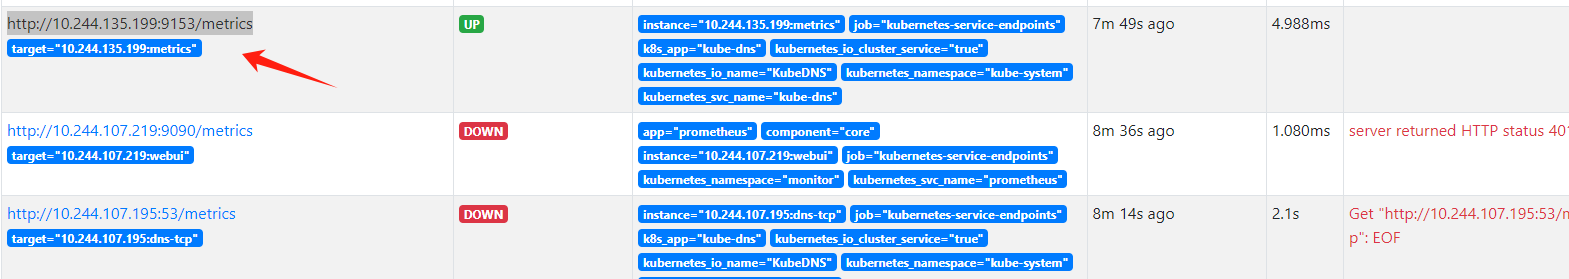 http://10.244.135.199:9153/metrics
target="10.244.135.199:metrics"
UP
instance="10.244.135.199:metrics" job="kubernetes-service-endpoints"
k8s_app="kube-dns" kubernetes_io_cluster_service="true"
kubernetes_io_name="KubeDNS" kubernetes_namespace="kube-system"
kubernetes_svc_name="kube-dns"
7m 49s ago
4.988ms
http://10.244.107.219:9090/metrics
target="10.244.107.219:webui"
DOWN
app="prometheus" component="core"
instance="10.244.107.219:webui" job="kubernetes-service-endpoints"
kubernetes_namespace="monitor" kubernetes_svc_name="prometheus"
8m 36s ago
1.080ms
server returned HTTP status 401
http://10.244.107.195:53/metrics
target="10.244.107.195:dns-tcp"
DOWN
instance="10.244.107.195:dns-tcp" job="kubernetes-service-endpoints"
k8s_app="kube-dns" kubernetes_io_cluster_service="true"
kubernetes_io_name="KubeDNS" kubernetes_namespace="kube-system"
8m 14s ago
2.1s
Get "http://10.244.107.195:53/m
p": EOF